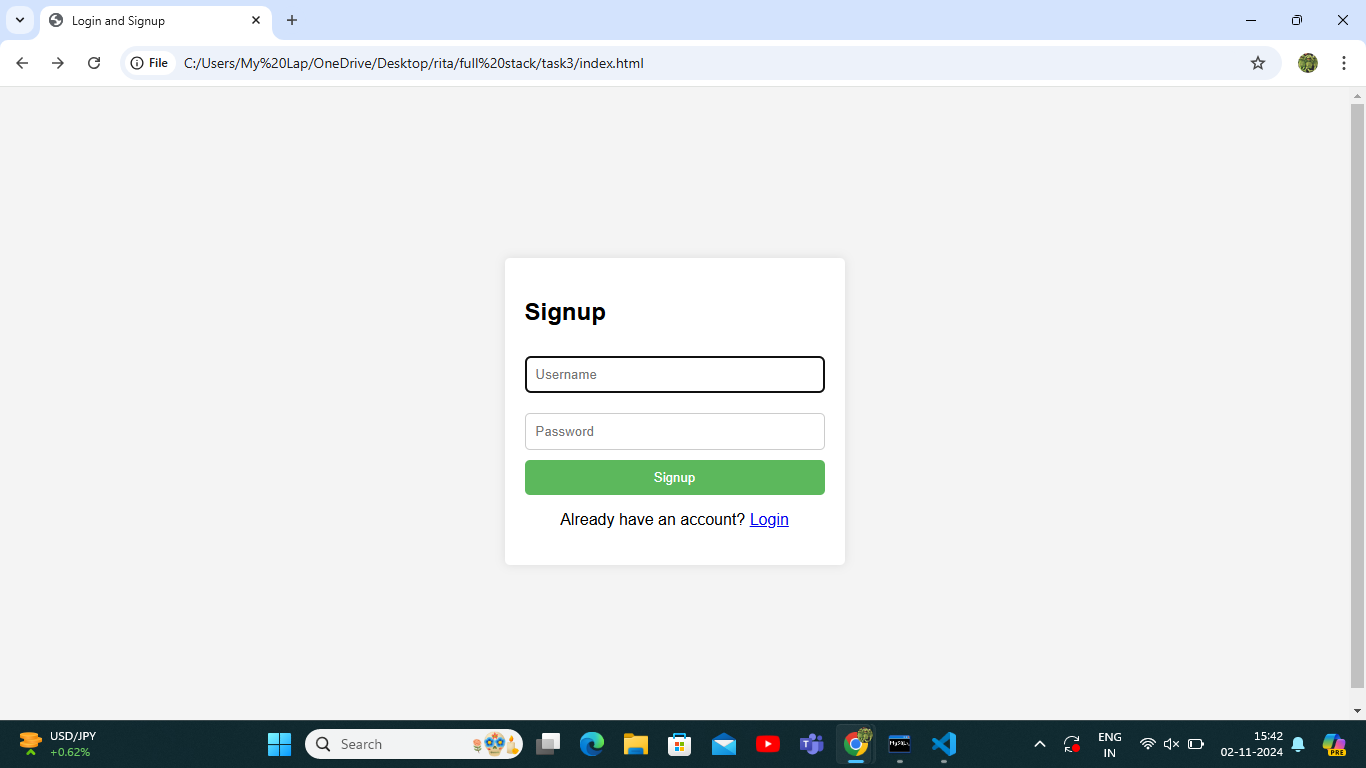 Login and Signup
File C:/Users/My%20Lap/OneDrive/Desktop/rita/full%20stack/task3/index.html
Signup
Username
Password
Signup
Already have an account? Login
USD/JPY
+0.62%
Search
ENG
IN
15:42
02-11-2024
PRE